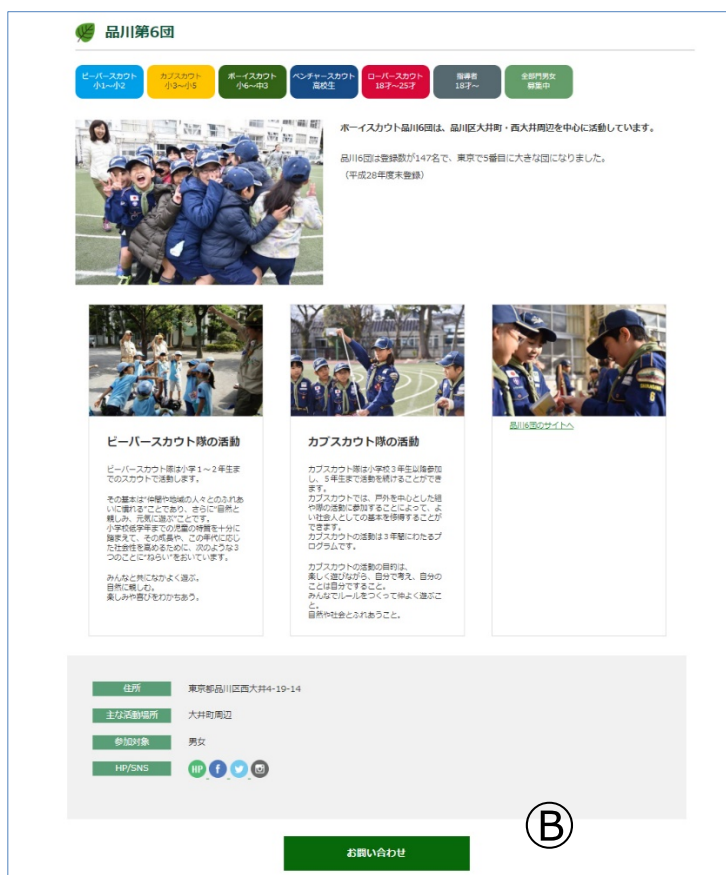 品川第6団
ビーバースカウト
小1～小2
カブスカウト
小3～小5
ボーイスカウト
小6～中3
ベンチャースカウト
高校生
ローバースカウト
18才～25才
指導者
18才～
全部門男女
募集中
ボーイスカウト品川6団は、品川区大井町・西大井周辺を中心に活動しています。
品川6団は登録数が147名で、東京で5番目に大きな団になりました。
（平成28年度末登録）
ビーバースカウト隊の活動
ビーバースカウト隊は小学１～２年生ま
でのスカウトで活動します。
その基本は"仲間や地域の人々とのふれあ
いに慣れる"ことであり、さらに"自然と
親しみ、元気に遊ぶ"ことです。
小学校低学年までの児童の特質を十分に
踏まえて、その成長や、この年代に応じ
た社会性を高めるために、次のような３
つのことに"ねらい"をおいています。
みんなと共になかよく遊ぶ。
自然に親しむ。
楽しみや喜びをわかちあう。
カブスカウト隊の活動
カブスカウト隊は小学校３年生以降参加
し、５年生まで活動を続けることができ
ます。
カブスカウトでは、戸外を中心とした組
や隊の活動に参加することによって、よ
い社会人としての基本を修得することが
できます。
カブスカウトの活動は３年間にわたるプ
ログラムです。
カブスカウトの活動の目的は、
楽しく遊びながら、自分で考え、自分の
ことは自分ですること。
みんなでルールをつくって仲よく遊ぶこ
と。
自然や社会とふれあうこと。
品川6団のサイトへ
住所
東京都品川区西大井4-19-14
主な活動場所
大井町周辺
参加対象
男女
HP/SNS
HP
Ⓑ
お問い合わせ